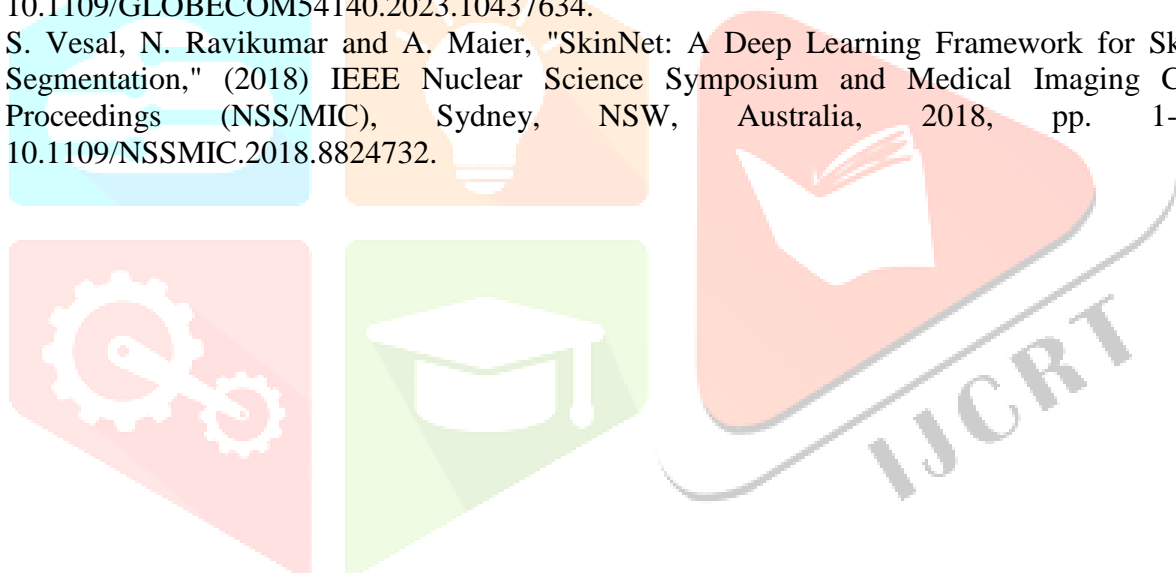 10.1109/GLOBECOM54140.2023.10437634.
S. Vesal, N. Ravikumar and A. Maier, "SkinNet: A Deep Learning Framework for Sk
Segmentation," (2018) IEEE Nuclear Science Symposium and Medical Imaging C
Proceedings (NSS/MIC), Sydney, NSW, Australia, 2018, pp. 1-
10.1109/NSSMIC.2018.8824732.
IJCRT